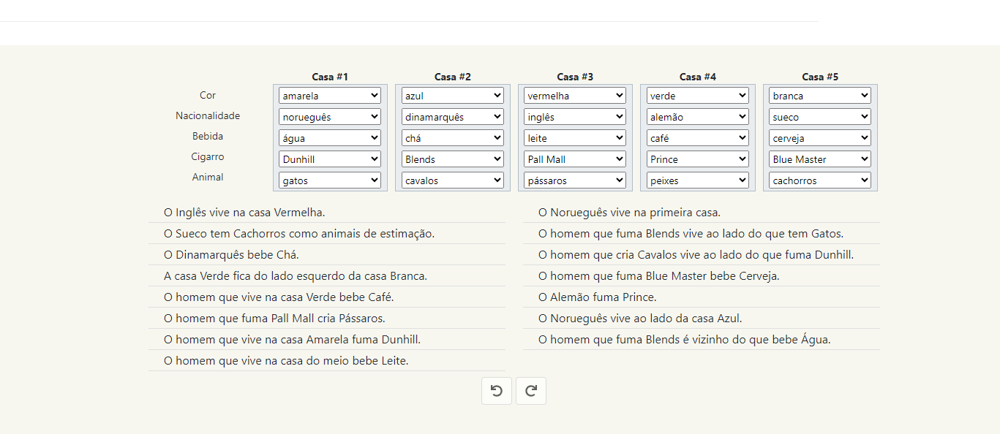 Casa #1 Casa #2 Casa #3 Casa #4 Casa #5
Cor amarela azul vermelha verde branca
Nacionalidade norueguês dinamarquês inglês alemão sueco
Bebida água chá leite café cerveja
Cigarro Dunhill Blends Pall Mall Prince Blue Master
Animal gatos cavalos pássaros peixes cachorros
O Inglês vive na casa Vermelha.
O Sueco tem Cachorros como animais de estimação.
O Dinamarquês bebe Chá.
A casa Verde fica do lado esquerdo da casa Branca.
O homem que vive na casa Verde bebe Café.
O homem que fuma Pall Mall cria Pássaros.
O homem que vive na casa Amarela fuma Dunhill.
O homem que vive na casa do meio bebe Leite.
O Norueguês vive na primeira casa.
O homem que fuma Blends vive ao lado do que tem Gatos.
O homem que cria Cavalos vive ao lado do que fuma Dunhill.
O homem que fuma Blue Master bebe Cerveja.
O Alemão fuma Prince.
O Norueguês vive ao lado da casa Azul.
O homem que fuma Blends é vizinho do que bebe Água.